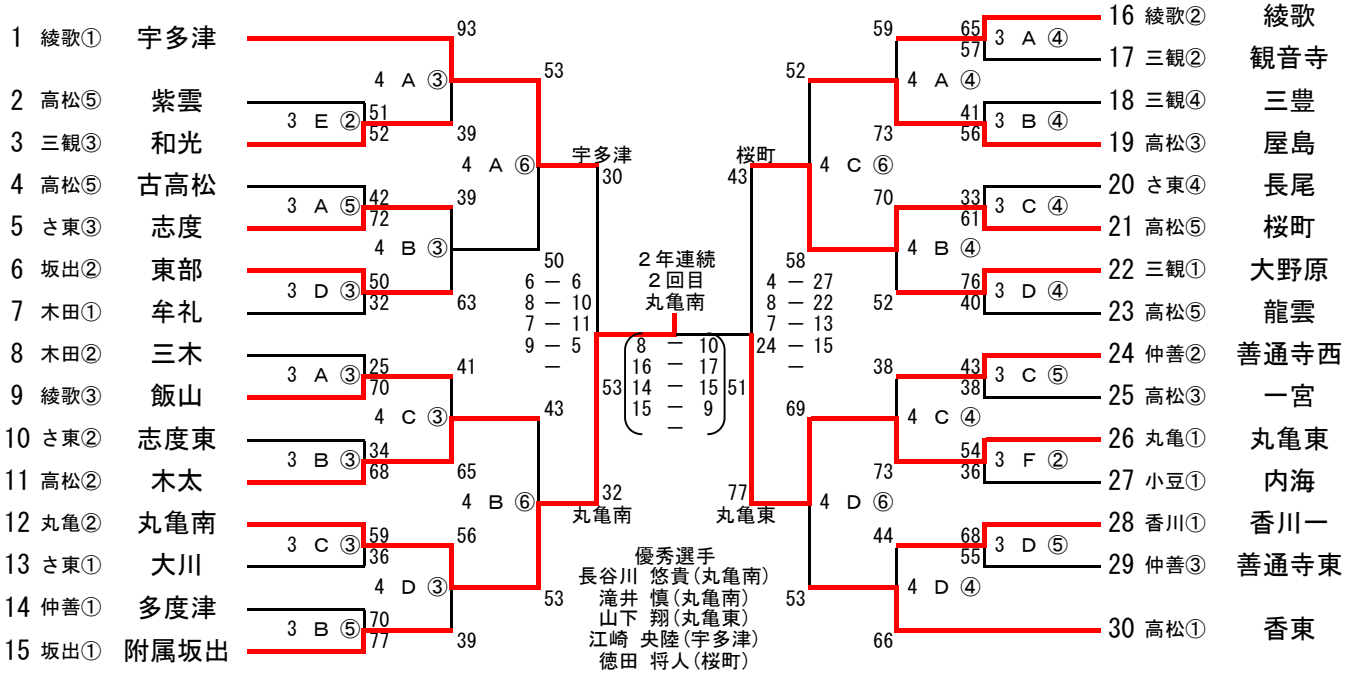 1 綾歌① 宇多津
2 高松⑤ 紫雲
3 三観③ 和光
4 高松⑤ 古高松
5 さ東③ 志度
6 坂出② 東部
7 木田① 牟礼
8 木田② 三木
9 綾歌③ 飯山
10 さ東② 志度東
11 高松② 木太
12 丸亀② 丸亀南
13 さ東① 大川
14 仲善① 多度津
15 坂出① 附属坂出
3 E ②
51
52
3 A ⑤
42
72
3 D ③
50
32
3 A ③
25
70
3 B ③
34
68
3 C ③
59
36
3 B ⑤
70
77
93
4 A ③
39
39
4 B ③
63
41
4 C ③
65
56
4 D ③
39
53
4 A ⑥
50
43
4 B ⑥
53
宇多津
30
6 － 6
8 － 10
7 － 11
9 － 5
－
32
丸亀南
2年連続
2回目
丸亀南
53
8 － 10
16 － 17
14 － 15
15 － 9
－
51
優秀選手
長谷川 悠貴(丸亀南)
滝井 慎(丸亀南)
山下 翔(丸亀東)
江崎 央陸(宇多津)
徳田 将人(桜町)
桜町
43
4 － 27
8 － 22
7 － 13
24 － 15
－
77
丸亀東
52
4 C ⑥
58
69
4 D ⑥
53
59
4 A ④
73
70
4 B ④
52
38
4 C ④
73
44
4 D ④
66
65
3 A ④
57
41
3 B ④
56
33
3 C ④
61
76
3 D ④
40
43
3 C ⑤
38
54
3 F ②
36
68
3 D ⑤
55
16 綾歌② 綾歌
17 三観② 観音寺
18 三観④ 三豊
19 高松③ 屋島
20 さ東④ 長尾
21 高松⑤ 桜町
22 三観① 大野原
23 高松⑤ 龍雲
24 仲善② 善通寺西
25 高松③ 一宮
26 丸亀① 丸亀東
27 小豆① 内海
28 香川① 香川一
29 仲善③ 善通寺東
30 高松① 香東